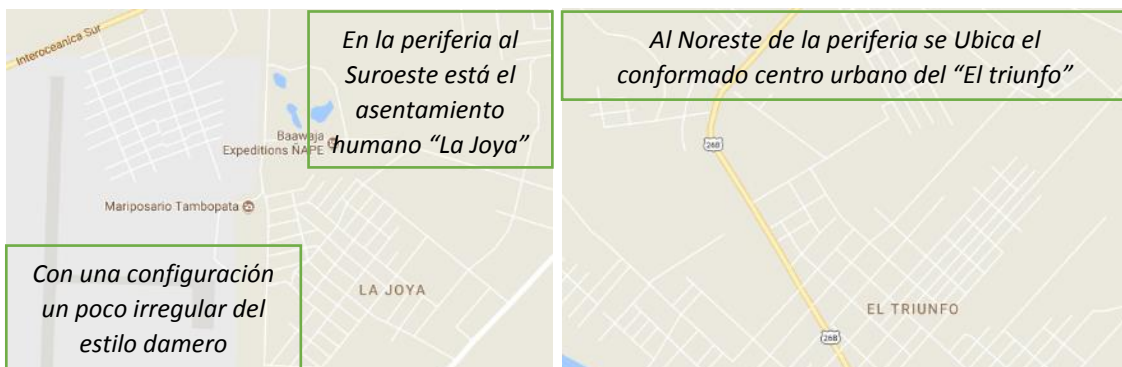 Interoceanica Sur
En la periferia al
Suroeste está el
asentamiento
humano “La Joya”
Baawaja
Expeditions ÑAPE
Mariposario Tambopata
Con una configuración
un poco irregular del
estilo damero
LA JOYA
Al Noreste de la periferia se Ubica el
conformado centro urbano del “El triunfo”
26B
EL TRIUNFO
26B